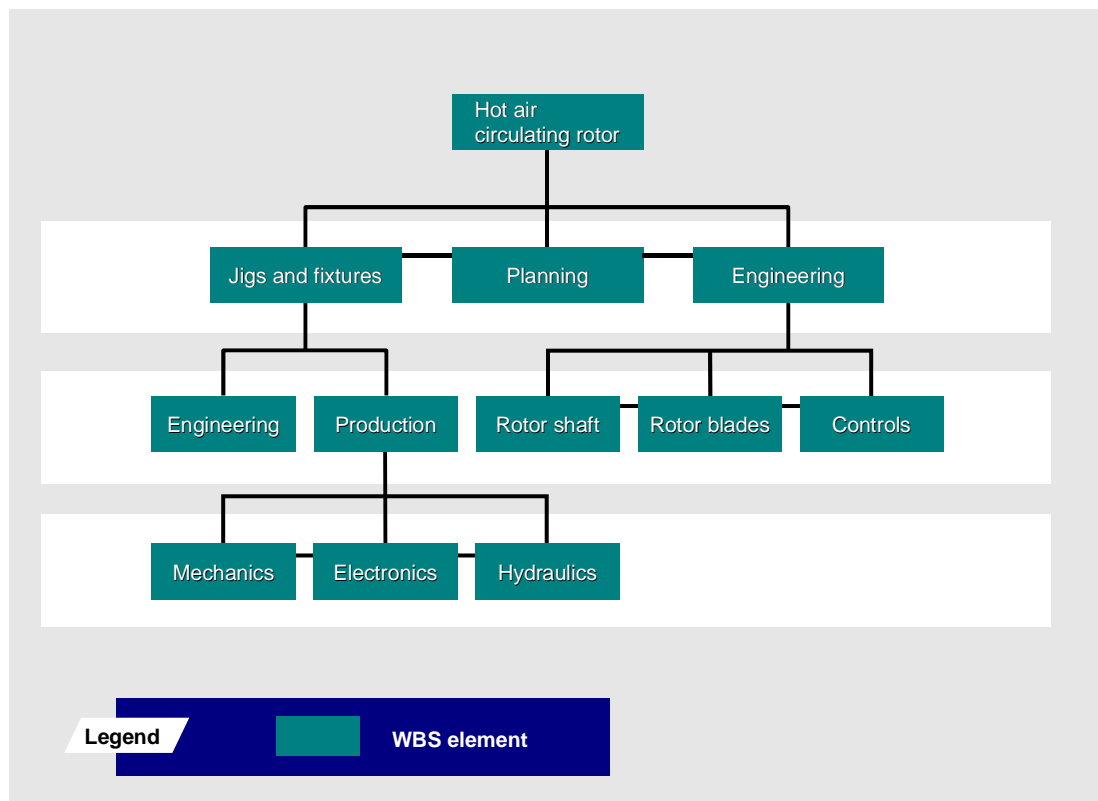 Hot air
circulating rotor
Jigs and fixtures
Planning
Engineering
Engineering
Production
Rotor shaft
Rotor blades
Controls
Mechanics
Electronics
Hydraulics
Legend
WBS element